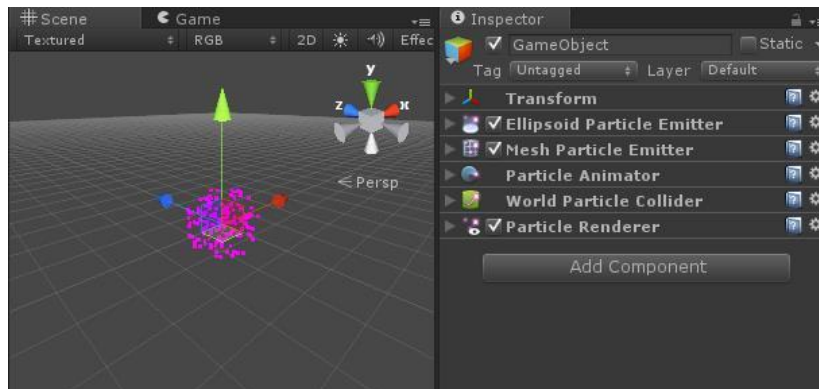 Scene Game
Textured RGB 2D Effec
y
z x
Persp
Inspector
GameObject Static
Tag Untagged Layer Default
Transform
Ellipsoid Particle Emitter
Mesh Particle Emitter
Particle Animator
World Particle Collider
Particle Renderer
Add Component